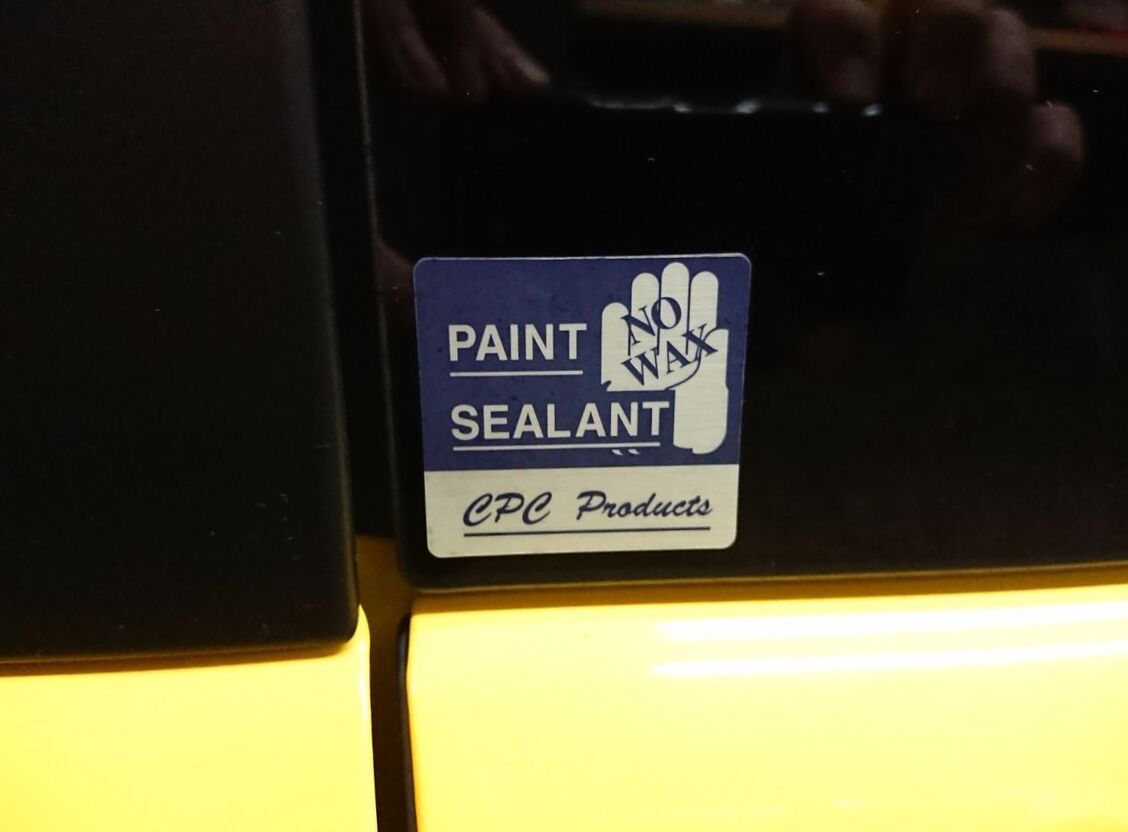 NO
WAX
PAINT
SEALANT
CPC Products